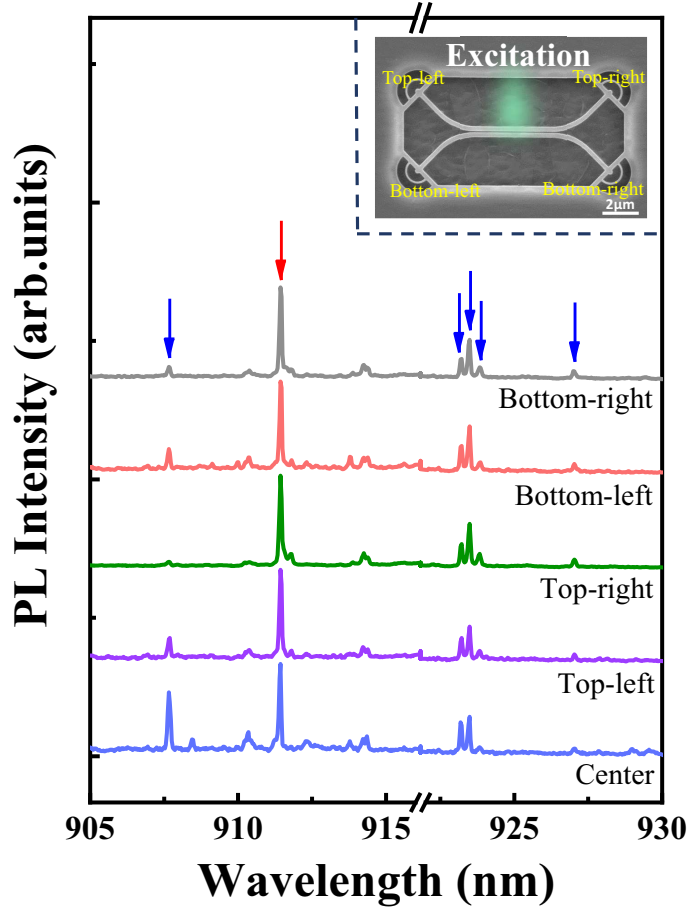 Excitation
Top-left
Top-right
Bottom-left
Bottom-right
2μm
PL Intensity (arb.units)
Bottom-right
Bottom-left
Top-right
Top-left
Center
905
910
915
925
930
Wavelength (nm)